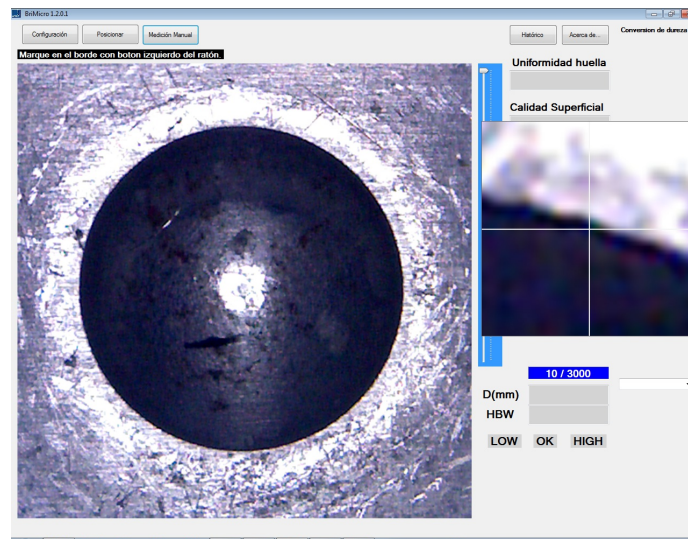 BriMicro 1.2.0.1
Configuración Posicionar Medición Manual Histórico Acerca de... Conversion de dureza
Marque en el borde con boton izquierdo del ratón.
Uniformidad huella
Calidad Superficial
10 / 3000
D(mm)
HBW
LOW OK HIGH